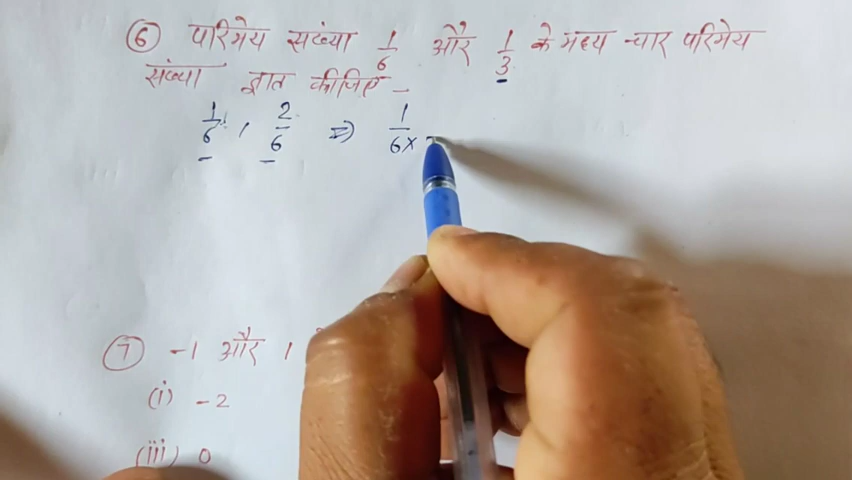 ⑥ परिमेय संख्या 1/6 और 1/3 के मध्य चार परिमेय
संख्या ज्ञात कीजिए -
1/6, 2/6 ⇒ 1/6×
⑦ -1 और 1
(i) -2
(iii) 0